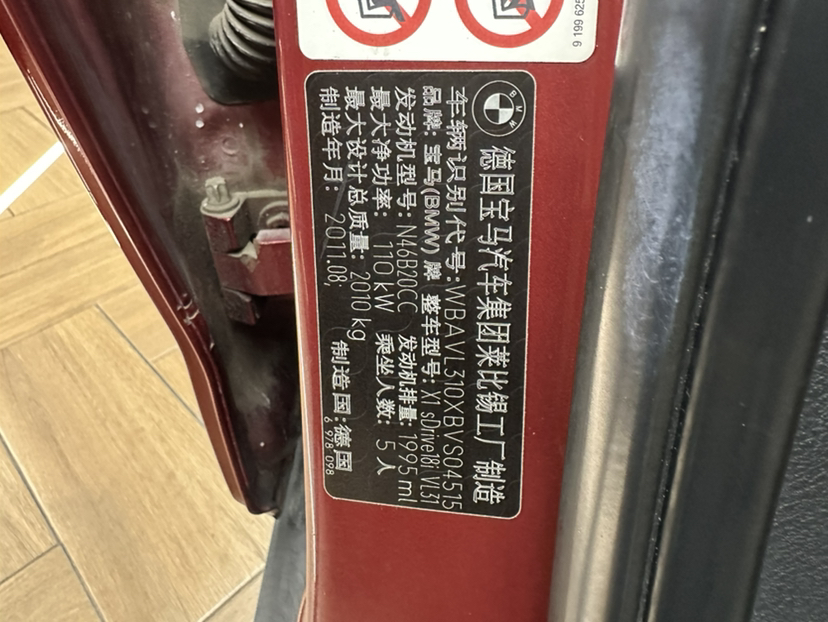 9 199 625
BMW
德国宝马汽车集团莱比锡工厂制造
车辆识别代号:WBAVL310XBVS04515
品牌: 宝马(BMW)牌 整车型号: X1 sDrive18i VL31
发动机型号: N46B20CC 发动机排量: 1995 ml
最大净功率: 110 kW 乘坐人数: 5 人
最大设计总质量: 2010 kg
制造年月: 2011.08; 制造国: 德国
6 978 098